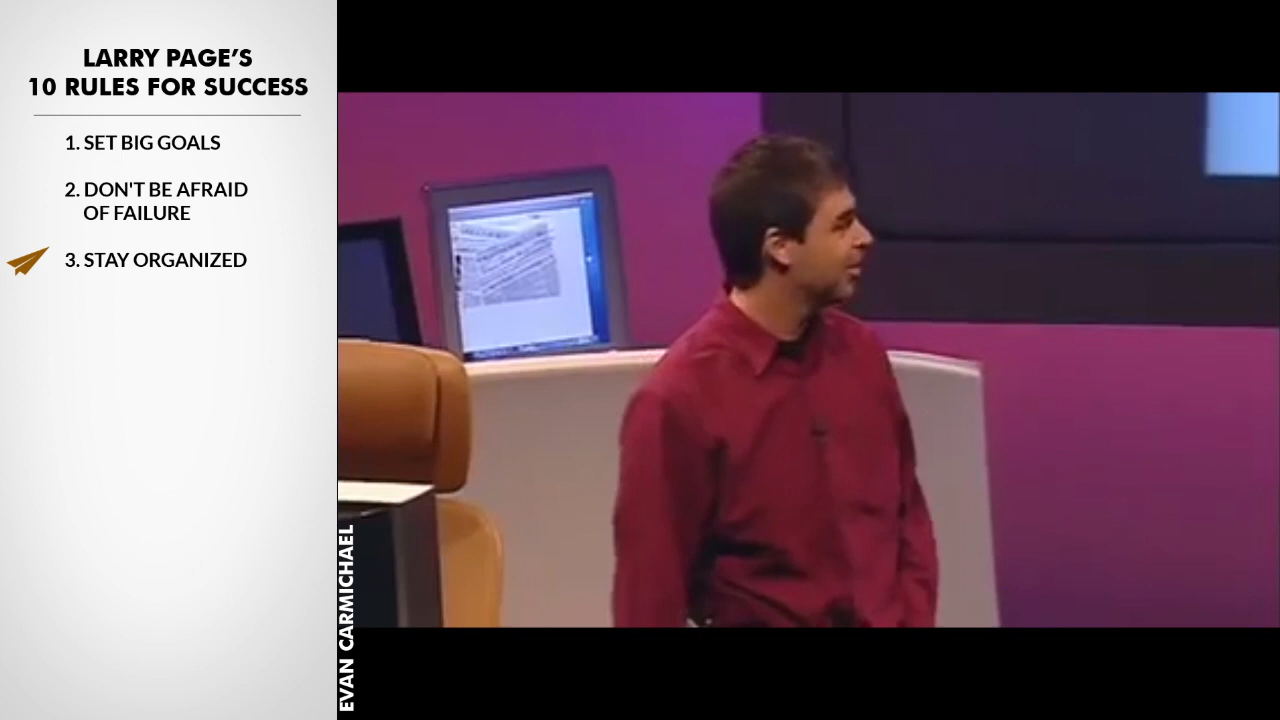 LARRY PAGE’S
10 RULES FOR SUCCESS
1. SET BIG GOALS
2. DON'T BE AFRAID
OF FAILURE
3. STAY ORGANIZED
EVAN CARMICHAEL